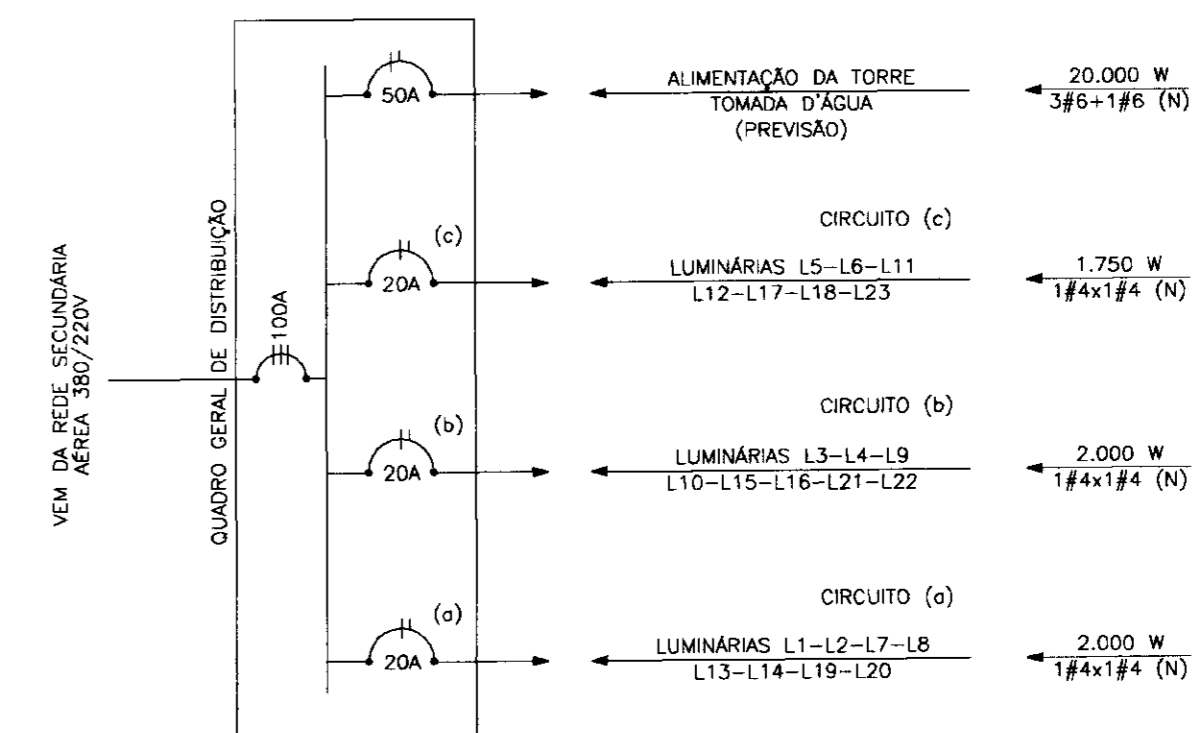 VEM DA REDE SECUNDÁRIA
AÉREA 380/220V
QUADRO GERAL DE DISTRIBUIÇÃO
100A
50A
ALIMENTAÇÃO DA TORRE
TOMADA D'ÁGUA
(PREVISÃO)
20.000 W
3#6+1#6 (N)
(c)
20A
CIRCUITO (c)
LUMINÁRIAS L5-L6-L11
L12-L17-L18-L23
1.750 W
1#4x1#4 (N)
(b)
20A
CIRCUITO (b)
LUMINÁRIAS L3-L4-L9
L10-L15-L16-L21-L22
2.000 W
1#4x1#4 (N)
(a)
20A
CIRCUITO (a)
LUMINÁRIAS L1-L2-L7-L8
L13-L14-L19-L20
2.000 W
1#4x1#4 (N)